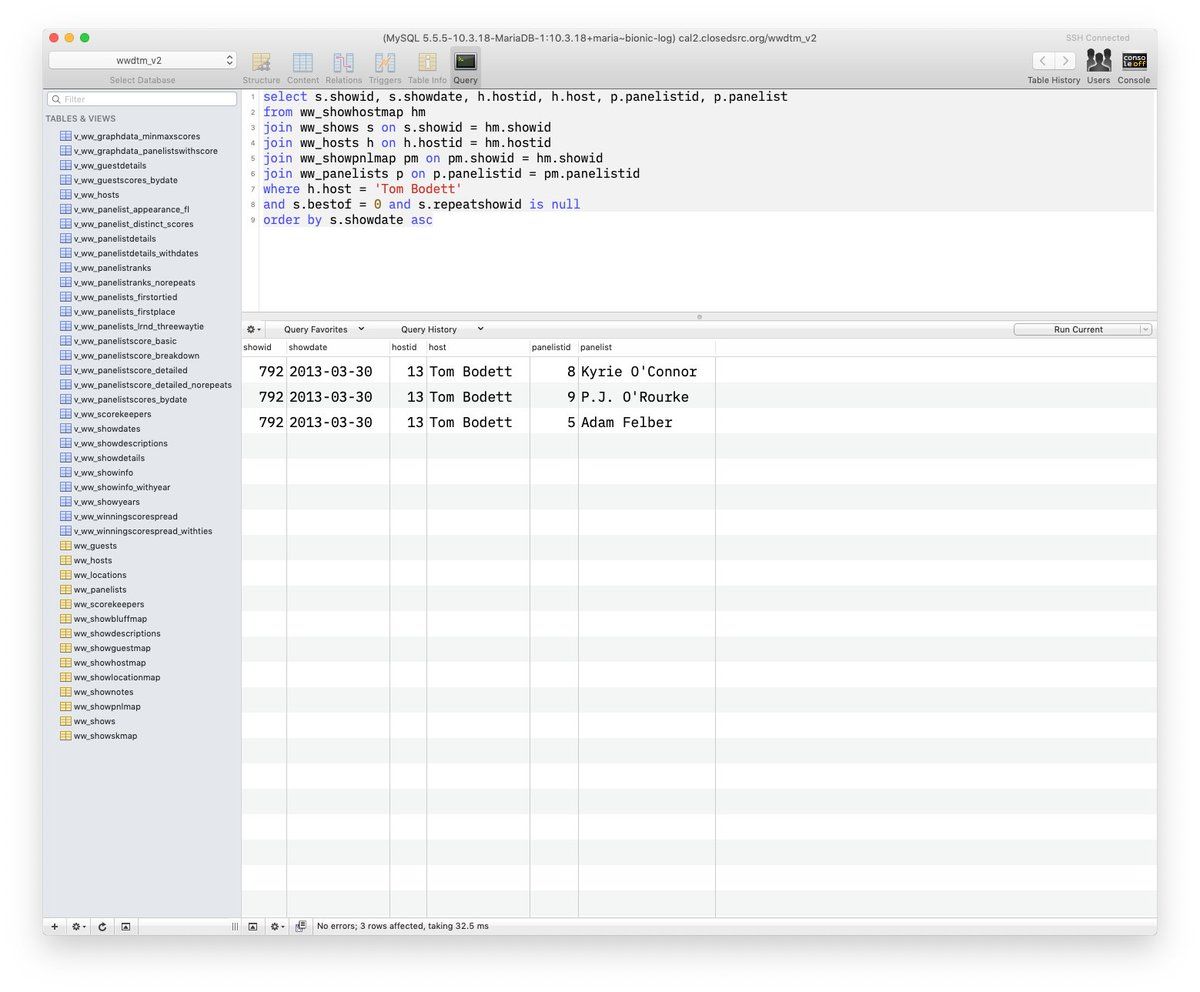 (MySQL 5.5.5-10.3.18-MariaDB-1:10.3.18+maria~bionic-log) cal2.closedsrc.org/wwdtm_v2
SSH Connected
wwdtm_v2
Select Database
Structure Content Relations Triggers Table Info Query
conso
le off
Table History Users Console
Filter
TABLES & VIEWS
v_ww_graphdata_minmaxscores
v_ww_graphdata_panelistswithscore
v_ww_guestdetails
v_ww_guestscores_bydate
v_ww_hosts
v_ww_panelist_appearance_fl
v_ww_panelist_distinct_scores
v_ww_panelistdetails
v_ww_panelistdetails_withdates
v_ww_panelistranks
v_ww_panelistranks_norepeats
v_ww_panelists_firstortied
v_ww_panelists_firstplace
v_ww_panelists_lrnd_threewaytie
v_ww_panelistscore_basic
v_ww_panelistscore_breakdown
v_ww_panelistscore_detailed
v_ww_panelistscore_detailed_norepeats
v_ww_panelistscores_bydate
v_ww_scorekeepers
v_ww_showdates
v_ww_showdescriptions
v_ww_showdetails
v_ww_showinfo
v_ww_showinfo_withyear
v_ww_showyears
v_ww_winningscorespread
v_ww_winningscorespread_withties
ww_guests
ww_hosts
ww_locations
ww_panelists
ww_scorekeepers
ww_showbluffmap
ww_showdescriptions
ww_showguestmap
ww_showhostmap
ww_showlocationmap
ww_shownotes
ww_showpnlmap
ww_shows
ww_showskmap
1 select s.showid, s.showdate, h.hostid, h.host, p.panelistid, p.panelist
2 from ww_showhostmap hm
3 join ww_shows s on s.showid = hm.showid
4 join ww_hosts h on h.hostid = hm.hostid
5 join ww_showpnlmap pm on pm.showid = hm.showid
6 join ww_panelists p on p.panelistid = pm.panelistid
7 where h.host = 'Tom Bodett'
8 and s.bestof = 0 and s.repeatshowid is null
9 order by s.showdate asc
Query Favorites Query History Run Current
showid showdate hostid host panelistid panelist
792 2013-03-30 13 Tom Bodett 8 Kyrie O'Connor
792 2013-03-30 13 Tom Bodett 9 P.J. O'Rourke
792 2013-03-30 13 Tom Bodett 5 Adam Felber
No errors; 3 rows affected, taking 32.5 ms